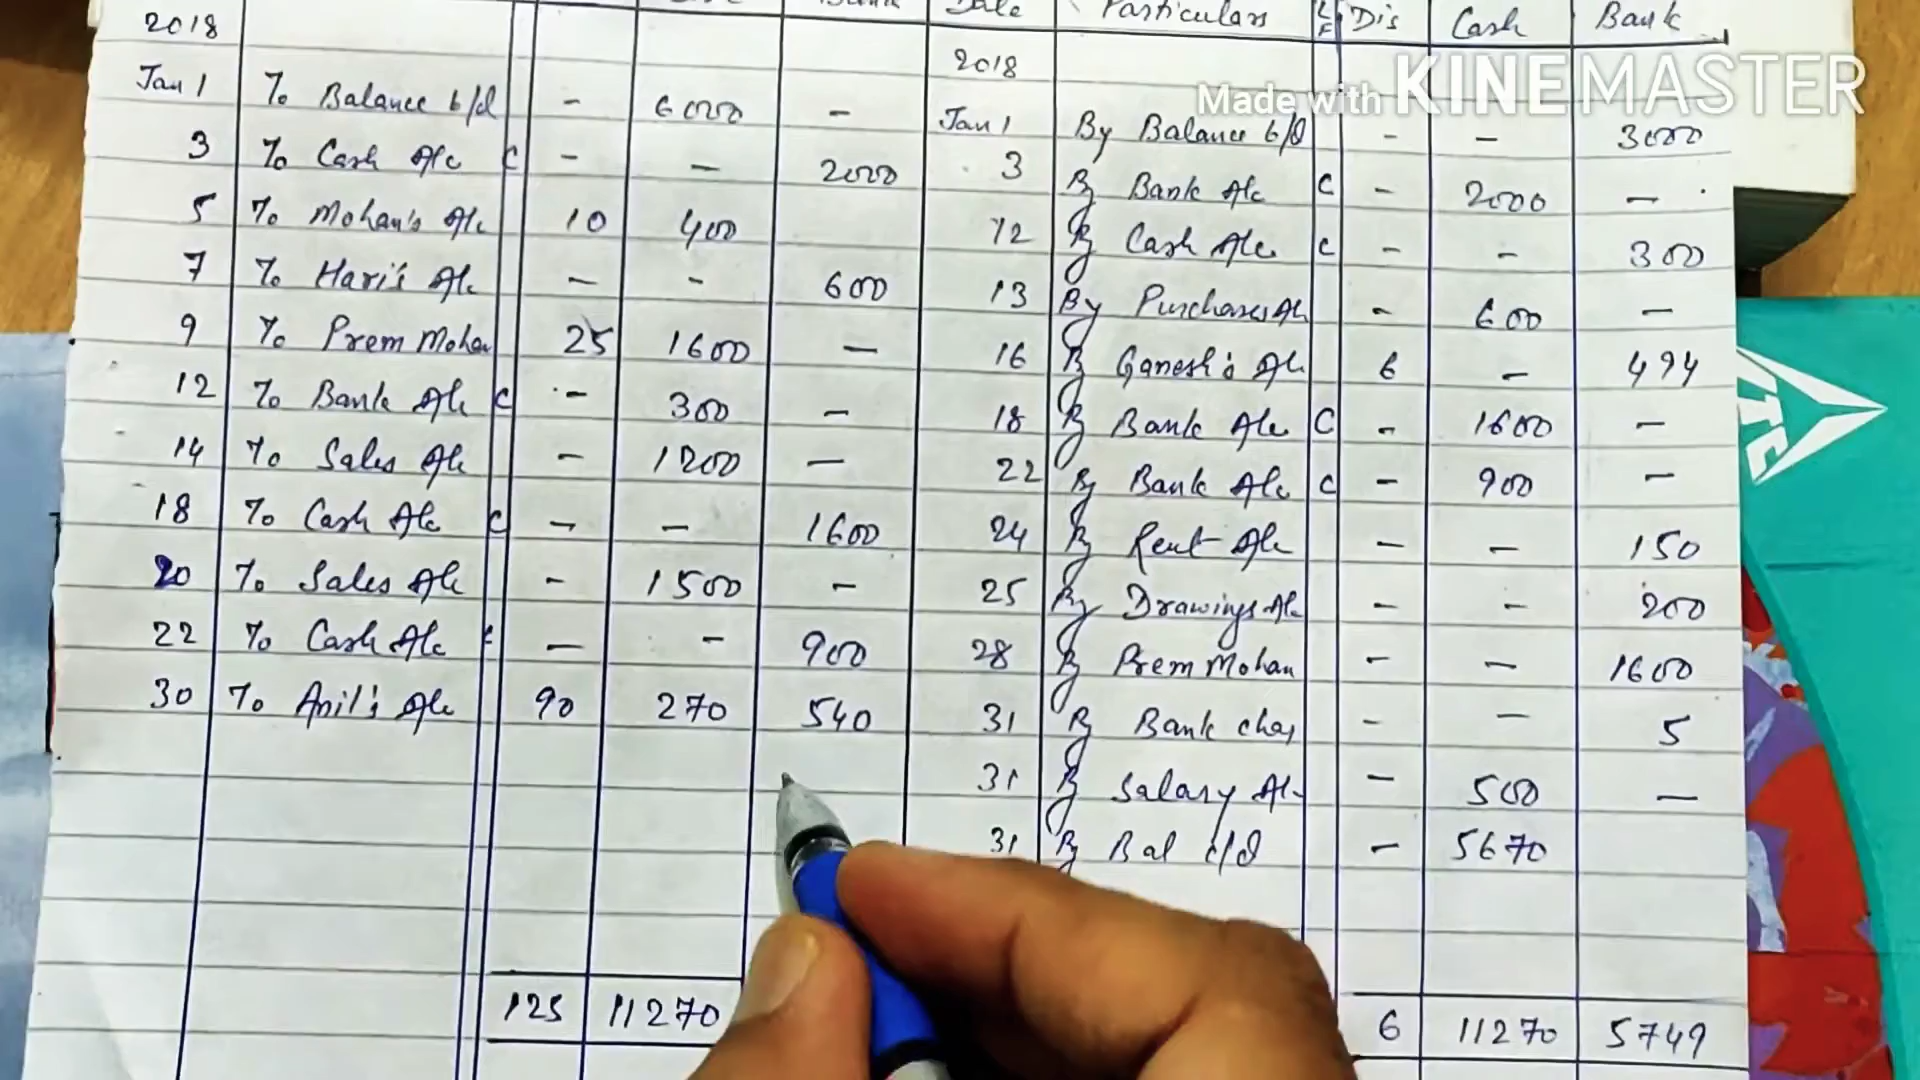 Date Particulars L F Dis Cash Bank
2018
2018
Made with KINEMASTER
Jan 1 To Balance b/d - 6000 -
Jan 1 By Balance b/d - - 3000
3 To Cash A/c C - - 2000
3 By Bank A/c C - 2000 -
5 To Mohan's A/c 10 400
12 By Cash A/c C - - 300
7 To Hari's A/c - - 600
13 By Purchases A/c - 600 -
9 To Prem Mohan 25 1600 -
16 By Ganesh's A/c 6 - 494
12 To Bank A/c C - 300 -
18 By Bank A/c C - 1600 -
14 To Sales A/c - 1200 -
22 By Bank A/c C - 900 -
18 To Cash A/c C - - 1600
24 By Rent A/c - - 150
20 To Sales A/c - 1500 -
25 By Drawings A/c - - 200
22 To Cash A/c C - - 900
28 By Prem Mohan - - 1600
30 To Anil's A/c 90 270 540
31 By Bank char - - 5
31 By Salary A/c - 500 -
31 By Bal c/d - 5670
125 11270
6 11270 5749